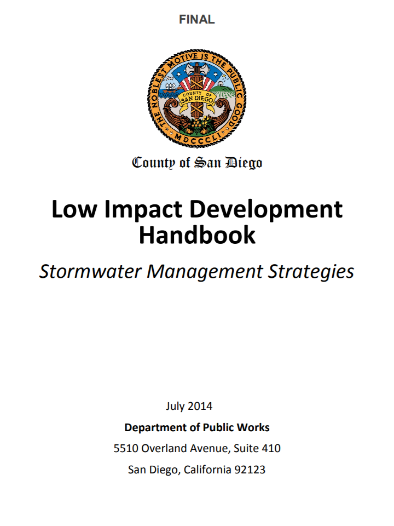 FINAL
THE NOBLEST MOTIVE IS THE PUBLIC GOOD
COUNTY OF
SAN DIEGO
MDCCCLII
County of San Diego
Low Impact Development
Handbook
Stormwater Management Strategies
July 2014
Department of Public Works
5510 Overland Avenue, Suite 410
San Diego, California 92123